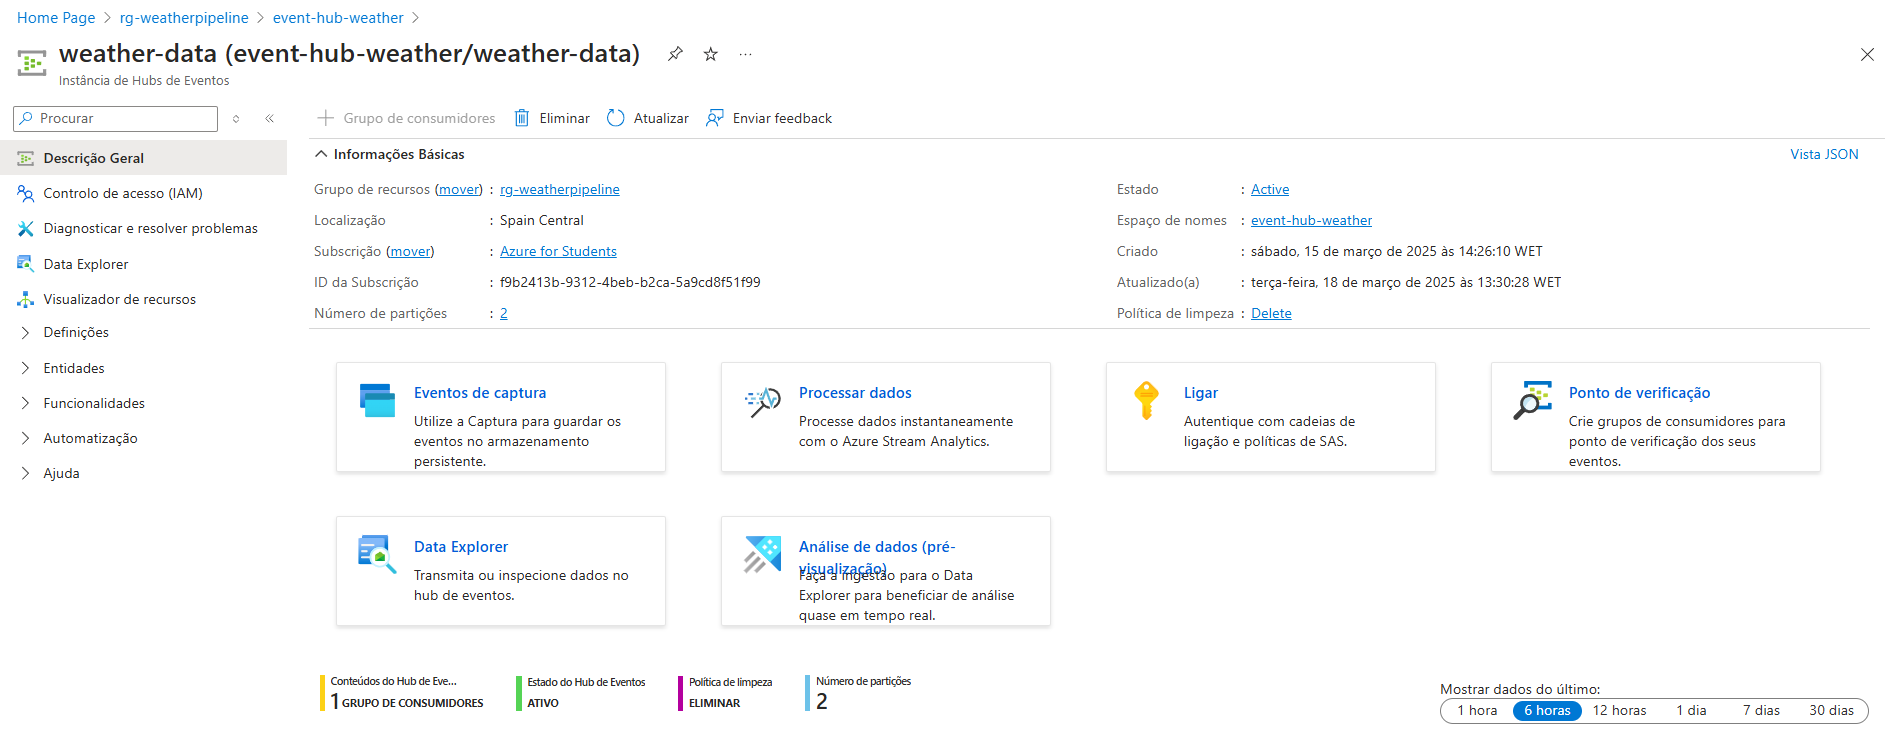 Home Page > rg-weatherpipeline > event-hub-weather >
weather-data (event-hub-weather/weather-data)
Instância de Hubs de Eventos
Procurar
Descrição Geral
Controlo de acesso (IAM)
Diagnosticar e resolver problemas
Data Explorer
Visualizador de recursos
Definições
Entidades
Funcionalidades
Automatização
Ajuda
Grupo de consumidores
Eliminar
Atualizar
Enviar feedback
Informações Básicas
Vista JSON
Grupo de recursos (mover) : rg-weatherpipeline
Localização : Spain Central
Subscrição (mover) : Azure for Students
ID da Subscrição : f9b2413b-9312-4beb-b2ca-5a9cd8f51f99
Número de partições : 2
Estado : Active
Espaço de nomes : event-hub-weather
Criado : sábado, 15 de março de 2025 às 14:26:10 WET
Atualizado(a) : terça-feira, 18 de março de 2025 às 13:30:28 WET
Política de limpeza : Delete
Eventos de captura
Utilize a Captura para guardar os
eventos no armazenamento
persistente.
Processar dados
Processe dados instantaneamente
com o Azure Stream Analytics.
Ligar
Autentique com cadeias de
ligação e políticas de SAS.
Ponto de verificação
Crie grupos de consumidores para
ponto de verificação dos seus
eventos.
Data Explorer
Transmita ou inspecione dados no
hub de eventos.
Análise de dados (pré-
visualização)
Faça a ingestão para o Data
Explorer para beneficiar de análise
quase em tempo real.
Conteúdos do Hub de Eve...
1 GRUPO DE CONSUMIDORES
Estado do Hub de Eventos
ATIVO
Política de limpeza
ELIMINAR
Número de partições
2
Mostrar dados do último:
1 hora
6 horas
12 horas
1 dia
7 dias
30 dias